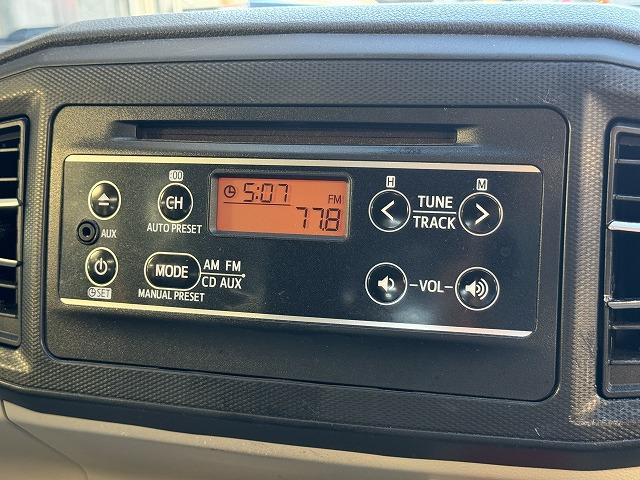 :00
H
M
5:07
FM
77.8
CH
AUTO PRESET
TUNE
TRACK
AUX
MODE
AM FM
CD AUX
MANUAL PRESET
SET
-VOL-